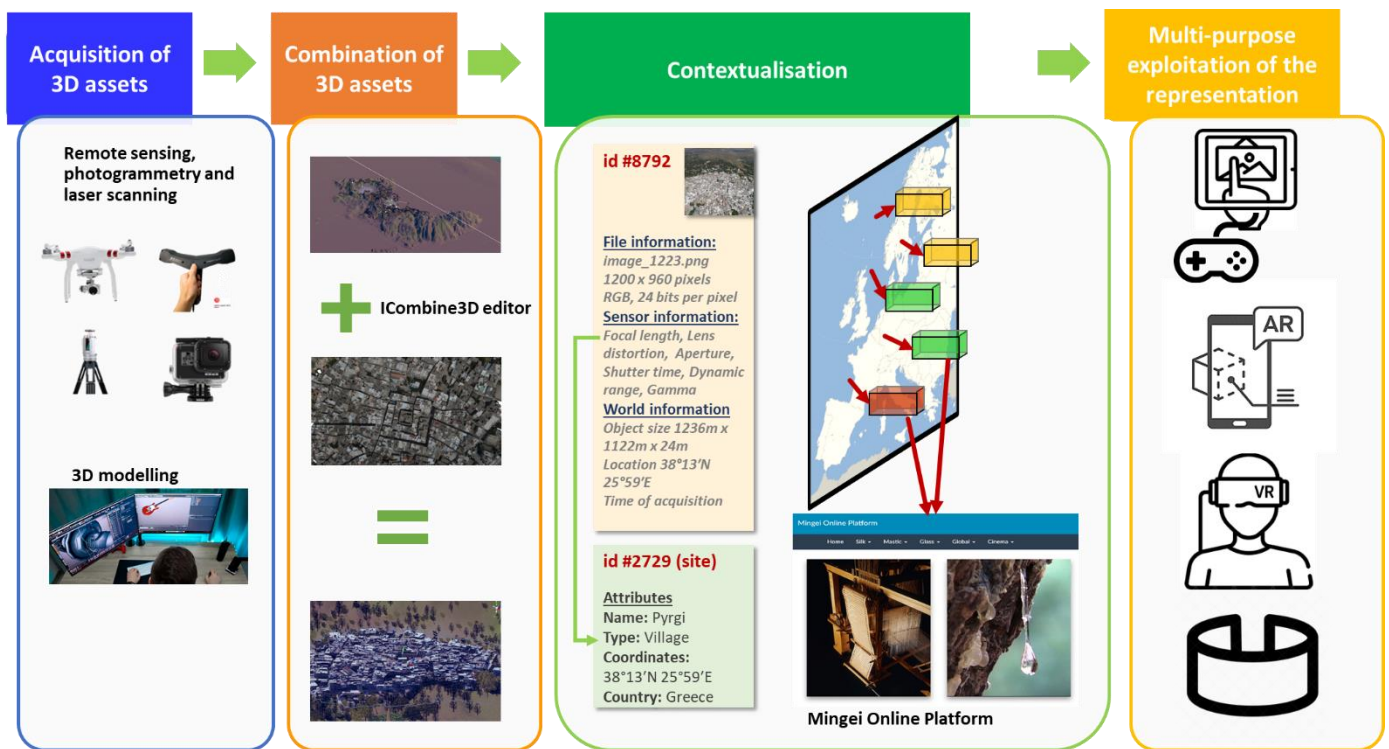 Acquisition of
3D assets
Combination of
3D assets
Contextualisation
Multi-purpose
exploitation of the
representation
Remote sensing,
photogrammetry and
laser scanning
3D modelling
ICombine3D editor
id #8792
File information:
image_1223.png
1200 x 960 pixels
RGB, 24 bits per pixel
Sensor information:
Focal length, Lens
distortion, Aperture,
Shutter time, Dynamic
range, Gamma
World information
Object size 1236m x
1122m x 24m
Location 38°13'N
25°59'E
Time of acquisition
id #2729 (site)
Attributes
Name: Pyrgi
Type: Village
Coordinates:
38°13'N 25°59'E
Country: Greece
Mingei Online Platform
Home Silk Mastic Glass Global Cinema
Mingei Online Platform
AR
VR